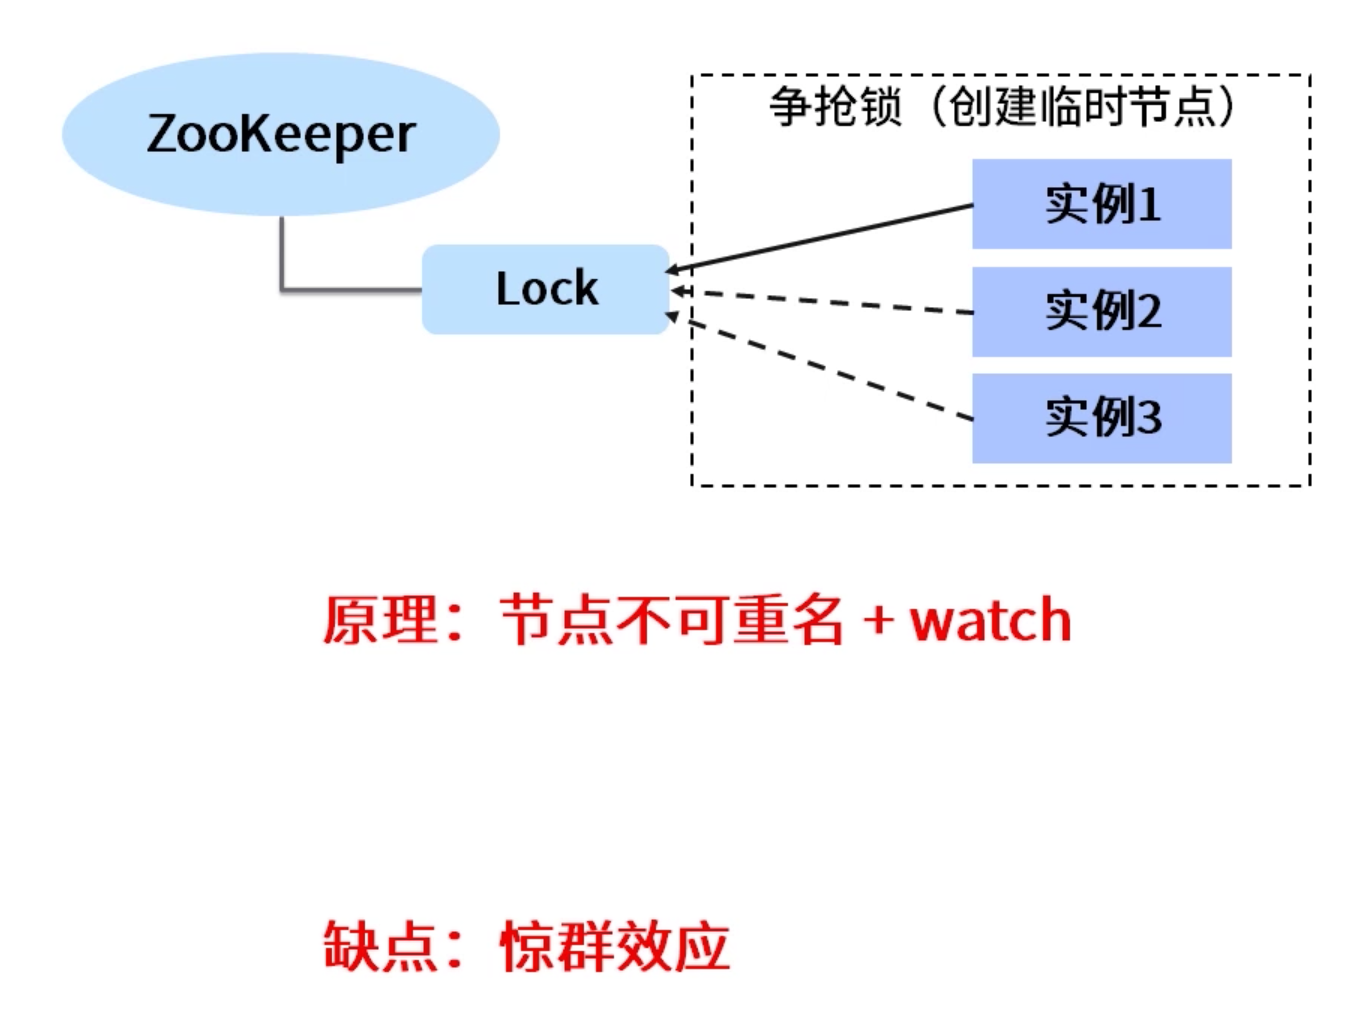 ZooKeeper
争抢锁（创建临时节点）
实例1
Lock
实例2
实例3
原理：节点不可重名 + watch
缺点：惊群效应